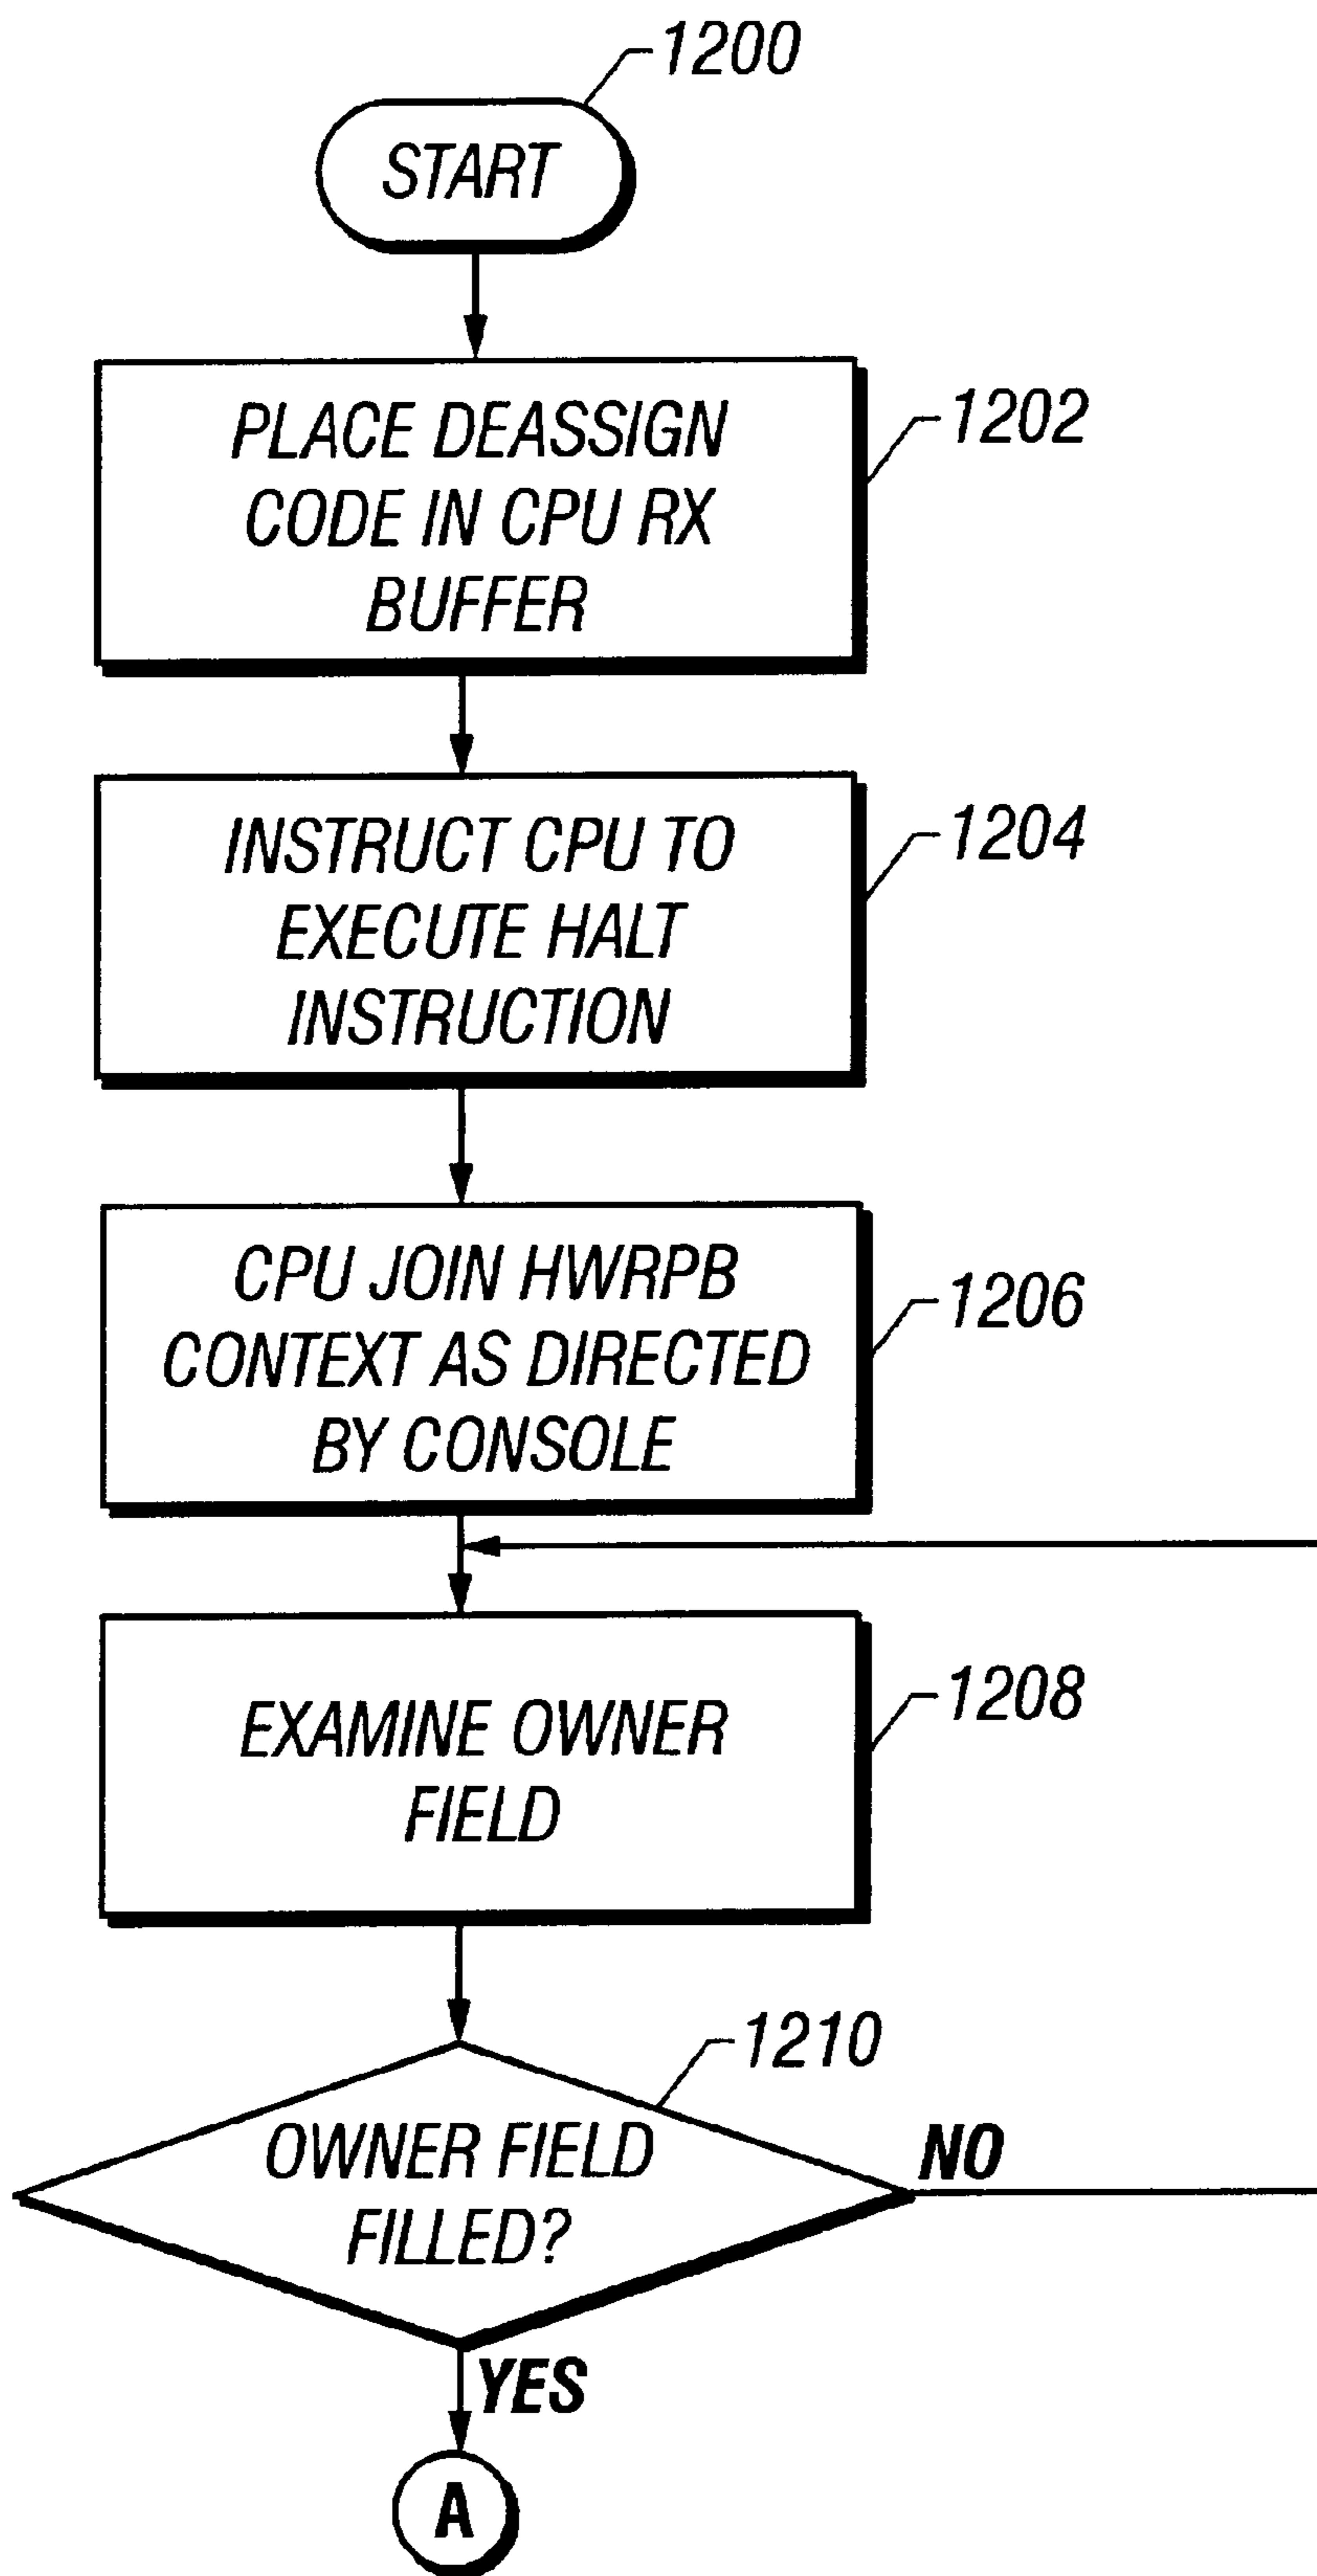 1200
START
PLACE DEASSIGN
CODE IN CPU RX
BUFFER
1202
INSTRUCT CPU TO
EXECUTE HALT
INSTRUCTION
1204
CPU JOIN HWRPB
CONTEXT AS DIRECTED
BY CONSOLE
1206
EXAMINE OWNER
FIELD
1208
1210
OWNER FIELD
FILLED?
NO
YES
A